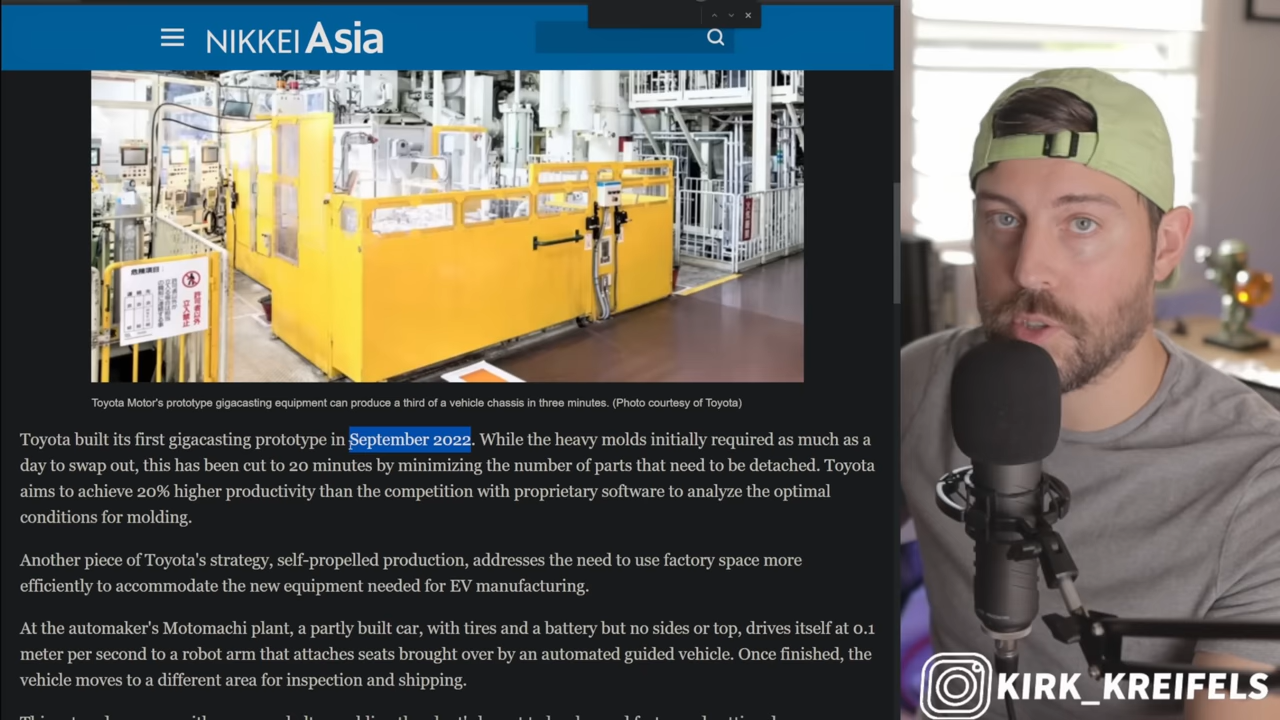 NIKKEI Asia
危険項目:
Toyota Motor's prototype gigacasting equipment can produce a third of a vehicle chassis in three minutes. (Photo courtesy of Toyota)
Toyota built its first gigacasting prototype in September 2022. While the heavy molds initially required as much as a
day to swap out, this has been cut to 20 minutes by minimizing the number of parts that need to be detached. Toyota
aims to achieve 20% higher productivity than the competition with proprietary software to analyze the optimal
conditions for molding.
Another piece of Toyota's strategy, self-propelled production, addresses the need to use factory space more
efficiently to accommodate the new equipment needed for EV manufacturing.
At the automaker's Motomachi plant, a partly built car, with tires and a battery but no sides or top, drives itself at 0.1
meter per second to a robot arm that attaches seats brought over by an automated guided vehicle. Once finished, the
vehicle moves to a different area for inspection and shipping.
KIRK_KREIFELS